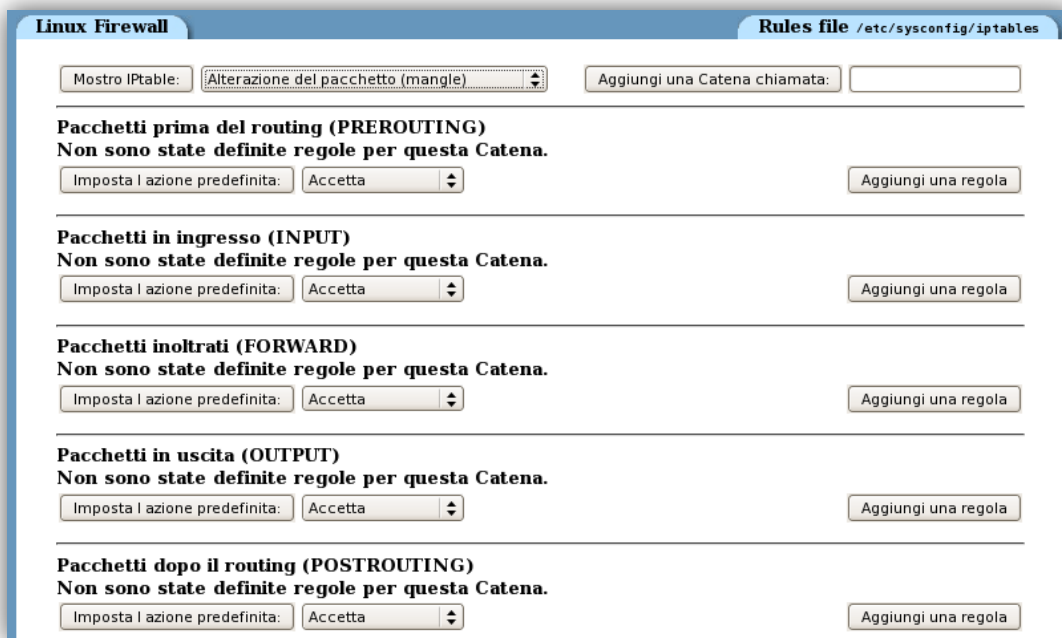 Linux Firewall Rules file /etc/sysconfig/iptables
Mostro IPtable: Alterazione del pacchetto (mangle) Aggiungi una Catena chiamata:
Pacchetti prima del routing (PREROUTING)
Non sono state definite regole per questa Catena.
Imposta l azione predefinita: Accetta Aggiungi una regola
Pacchetti in ingresso (INPUT)
Non sono state definite regole per questa Catena.
Imposta l azione predefinita: Accetta Aggiungi una regola
Pacchetti inoltrati (FORWARD)
Non sono state definite regole per questa Catena.
Imposta l azione predefinita: Accetta Aggiungi una regola
Pacchetti in uscita (OUTPUT)
Non sono state definite regole per questa Catena.
Imposta l azione predefinita: Accetta Aggiungi una regola
Pacchetti dopo il routing (POSTROUTING)
Non sono state definite regole per questa Catena.
Imposta l azione predefinita: Accetta Aggiungi una regola